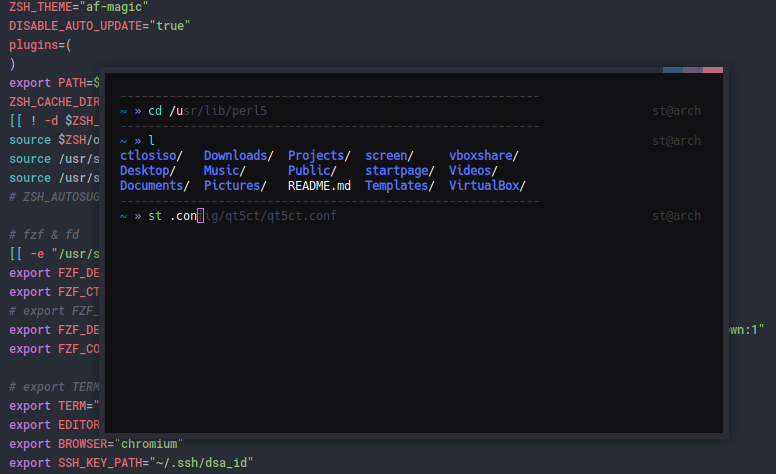 ZSH_THEME="af-magic"
DISABLE_AUTO_UPDATE="true"
plugins=(
)
export PATH=$
ZSH_CACHE_DIR
[[ ! -d $ZSH_
source $ZSH/o
source /usr/s
source /usr/s
# ZSH_AUTOSUG
# fzf & fd
[[ -e "/usr/s
export FZF_DE
export FZF_CT
# export FZF_
export FZF_DE own:1"
export FZF_CO
# export TERM
export TERM="
export EDITOR
export BROWSER="chromium"
export SSH_KEY_PATH="~/.ssh/dsa_id"
------------------------------------------------------------
~ » cd /usr/lib/perl5 st@arch
------------------------------------------------------------
~ » l st@arch
ctlosiso/ Downloads/ Projects/ screen/ vboxshare/
Desktop/ Music/ Public/ startpage/ Videos/
Documents/ Pictures/ README.md Templates/ VirtualBox/
------------------------------------------------------------
~ » st .config/qt5ct/qt5ct.conf st@arch